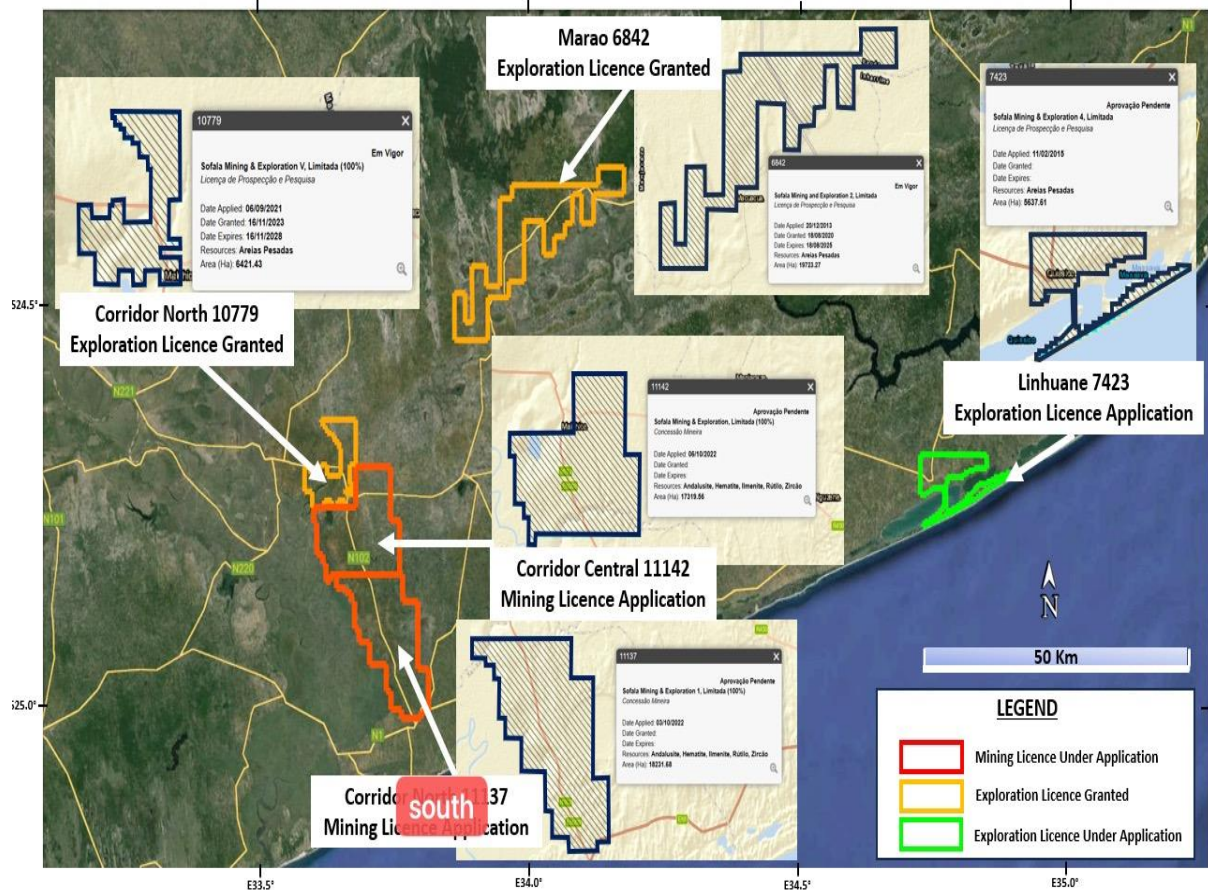 Marao 6842
Exploration Licence Granted
10779
X
Em Vigor
Sofala Mining & Exploration V, Limitada (100%)
Licença de Prospecção e Pesquisa
Date Applied: 06/09/2021
Date Granted: 16/11/2023
Date Expires: 16/11/2028
Resources: Areias Pesadas
Area (Ha): 6421.43
Corridor North 10779
Exploration Licence Granted
6842
X
Em Vigor
Sofala Mining and Exploration 2, Limitada
Licença de Prospecção e Pesquisa
Date Applied: 20/12/2013
Date Granted: 18/08/2020
Date Expires: 18/08/2025
Resources: Areias Pesadas
Area (Ha): 19723.27
7423
X
Aprovação Pendente
Sofala Mining & Exploration 4, Limitada
Licença de Prospecção e Pesquisa
Date Applied: 11/02/2015
Date Granted:
Date Expires:
Resources: Areias Pesadas
Area (Ha): 5637.61
Linhuane 7423
Exploration Licence Application
11142
X
Aprovação Pendente
Sofala Mining & Exploration, Limitada (100%)
Concessão Mineira
Date Applied: 06/10/2022
Date Granted:
Date Expires:
Resources: Andalusite, Hematite, Ilmenite, Rútilo, Zircão
Area (Ha): 17319.56
Corridor Central 11142
Mining Licence Application
11137
X
Aprovação Pendente
Sofala Mining & Exploration 1, Limitada (100%)
Concessão Mineira
Date Applied: 03/10/2022
Date Granted:
Date Expires:
Resources: Andalusite, Hematite, Ilmenite, Rútilo, Zircão
Area (Ha): 18231.68
Corridor North 11137
south
Mining Licence Application
N1
N221
N101
N220
N102
N1
N
50 Km
LEGEND
Mining Licence Under Application
Exploration Licence Granted
Exploration Licence Under Application
S24.5°
S25.0°
E33.5°
E34.0°
E34.5°
E35.0°